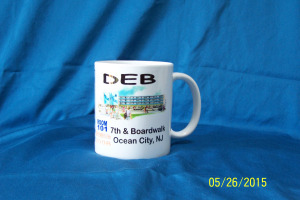 DEB
ROOM
101
7th & Boardwalk
Ocean City, NJ
05/26/2015